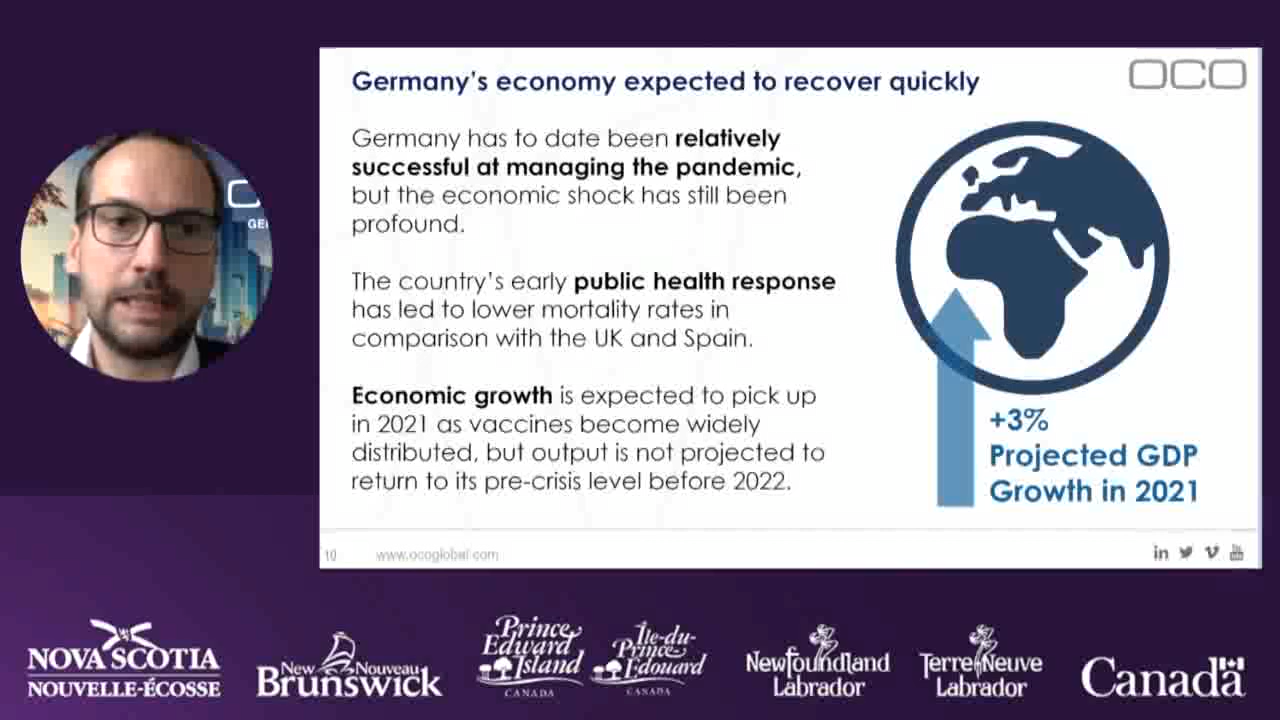 Germany's economy expected to recover quickly
OCO
Germany has to date been relatively
successful at managing the pandemic,
but the economic shock has still been
profound.
The country's early public health response
has led to lower mortality rates in
comparison with the UK and Spain.
Economic growth is expected to pick up
in 2021 as vaccines become widely
distributed, but output is not projected to
return to its pre-crisis level before 2022.
+3%
Projected GDP
Growth in 2021
10
www.ocoglobal.com
in
NOVA SCOTIA
NOUVELLE-ÉCOSSE
New Nouveau
Brunswick
Prince
Edward
Island
CANADA
Île-du-
Prince
Édouard
CANADA
Newfoundland
Labrador
Terre Neuve
Labrador
Canada